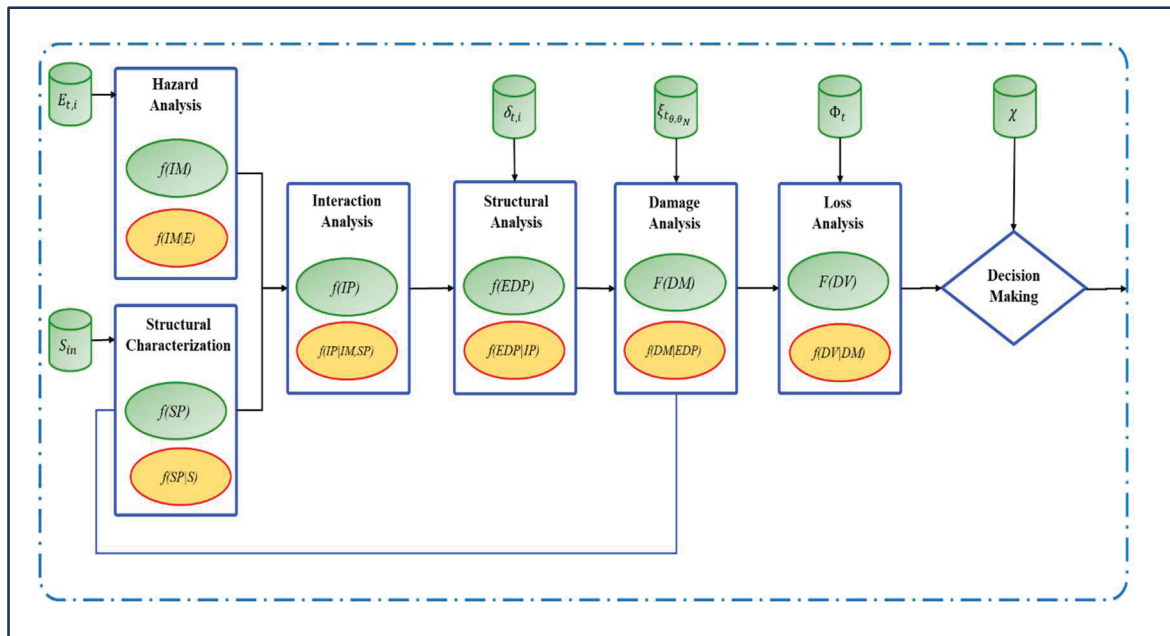 E_{t,i}
Hazard
Analysis
f(IM)
f(IM|E)
S_{in}
Structural
Characterization
f(SP)
f(SP|S)
Interaction
Analysis
f(IP)
f(IP|IM,SP)
δ_{t,i}
Structural
Analysis
f(EDP)
f(EDP|IP)
ξ_{t_{θ,θ_N}}
Damage
Analysis
F(DM)
f(DM|EDP)
Φ_t
Loss
Analysis
F(DV)
f(DV|DM)
χ
Decision
Making